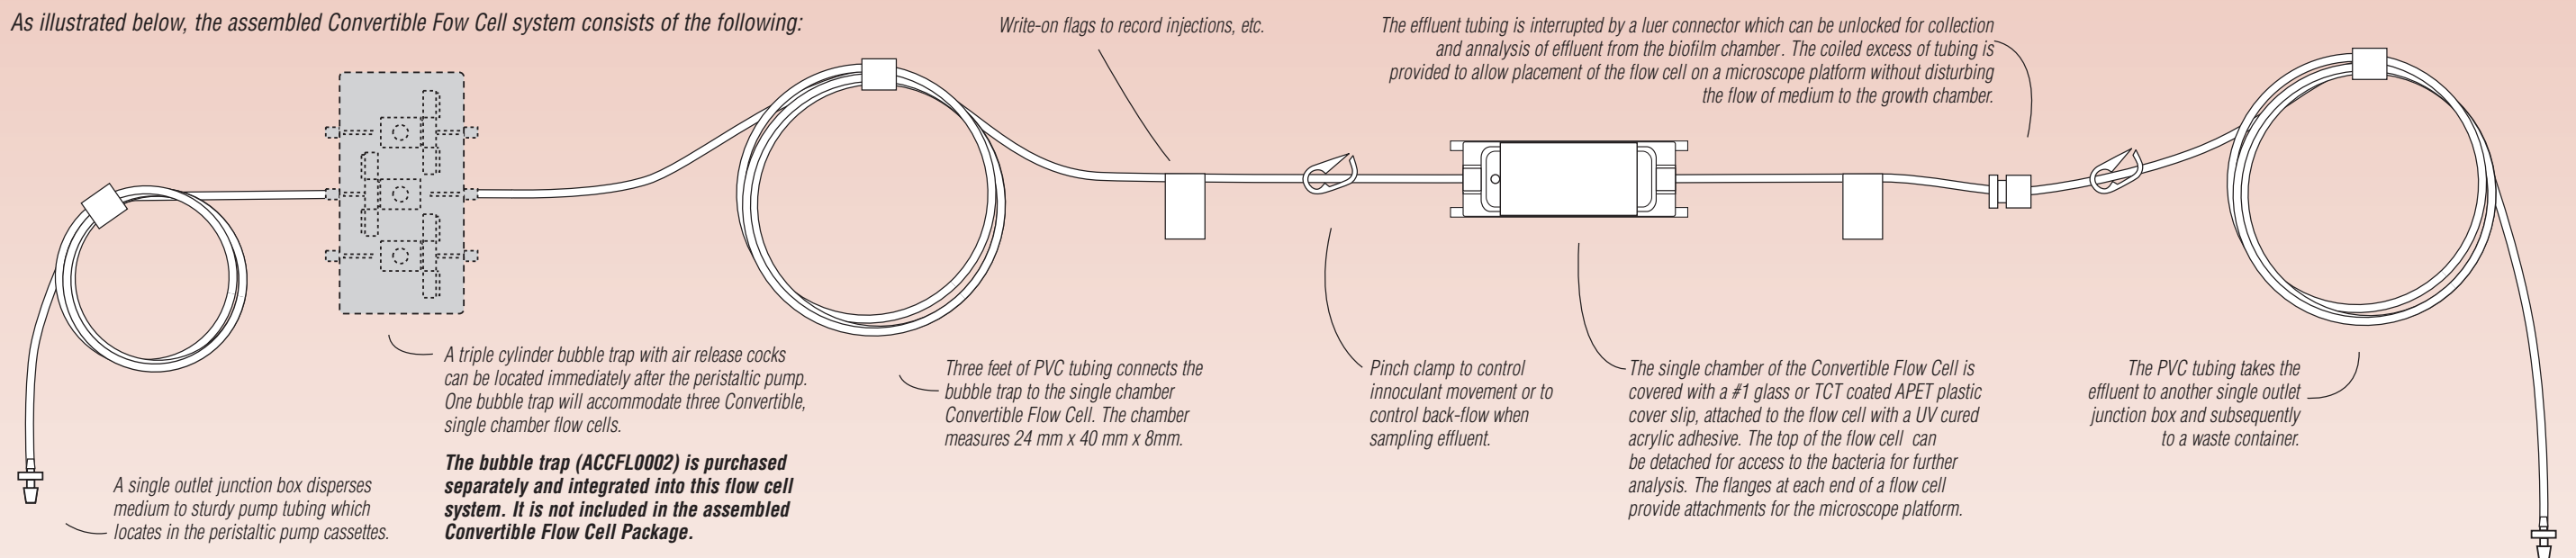 As illustrated below, the assembled Convertible Fow Cell system consists of the following:
Write-on flags to record injections, etc.
The effluent tubing is interrupted by a luer connector which can be unlocked for collection
and annalysis of effluent from the biofilm chamber. The coiled excess of tubing is
provided to allow placement of the flow cell on a microscope platform without disturbing
the flow of medium to the growth chamber.
A single outlet junction box disperses
medium to sturdy pump tubing which
locates in the peristaltic pump cassettes.
A triple cylinder bubble trap with air release cocks
can be located immediately after the peristaltic pump.
One bubble trap will accommodate three Convertible,
single chamber flow cells.
The bubble trap (ACCFL0002) is purchased
separately and integrated into this flow cell
system. It is not included in the assembled
Convertible Flow Cell Package.
Three feet of PVC tubing connects the
bubble trap to the single chamber
Convertible Flow Cell. The chamber
measures 24 mm x 40 mm x 8mm.
Pinch clamp to control
innoculant movement or to
control back-flow when
sampling effluent.
The single chamber of the Convertible Flow Cell is
covered with a #1 glass or TCT coated APET plastic
cover slip, attached to the flow cell with a UV cured
acrylic adhesive. The top of the flow cell can
be detached for access to the bacteria for further
analysis. The flanges at each end of a flow cell
provide attachments for the microscope platform.
The PVC tubing takes the
effluent to another single outlet
junction box and subsequently
to a waste container.